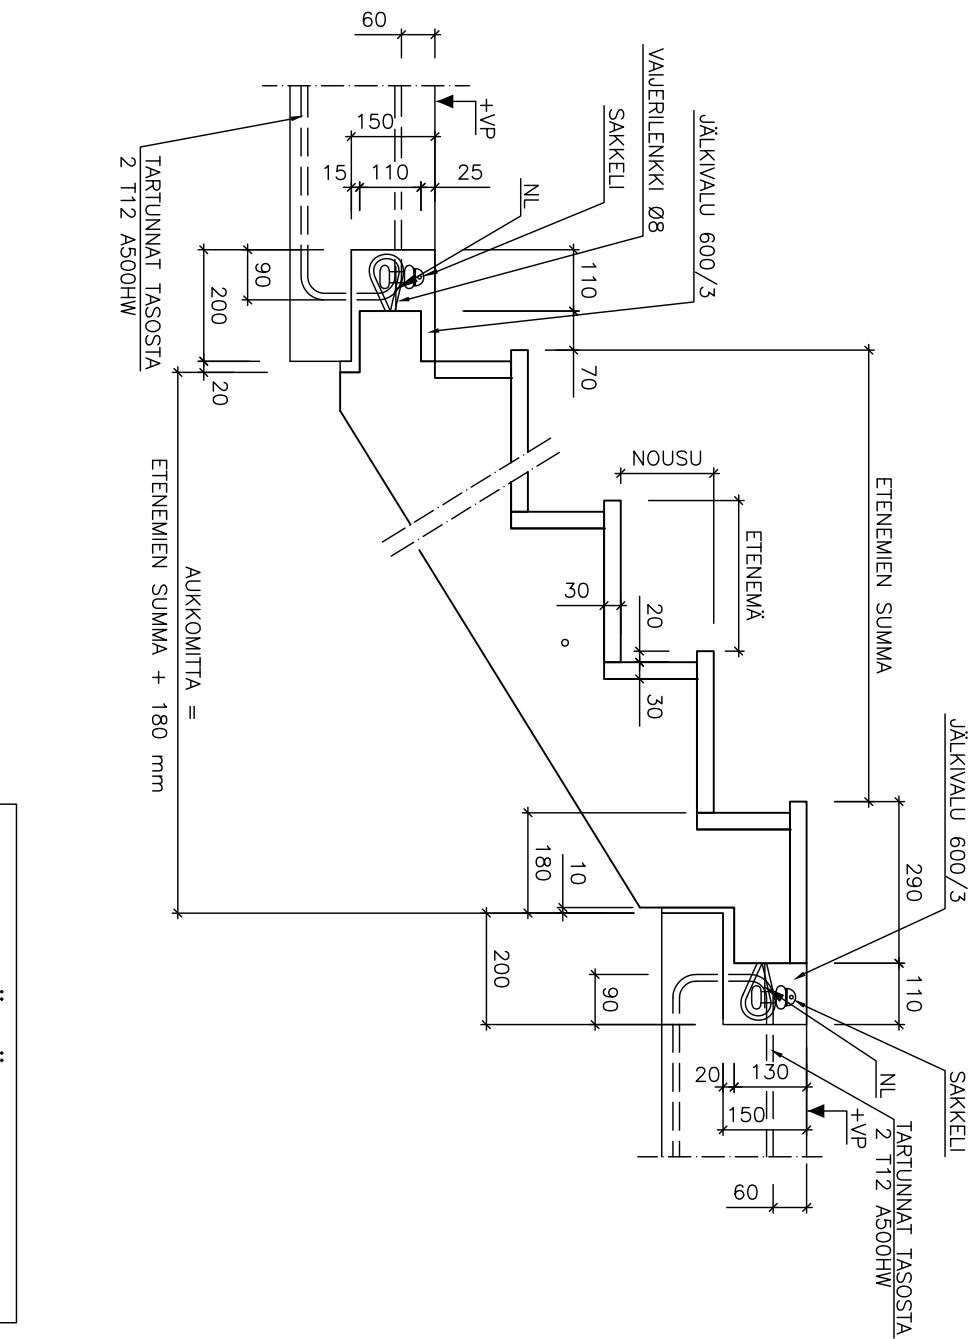 JÄLKIVALU 600/3
SAKKELI
NL
TARTUNNAT TASOSTA
2 T12 A500HW
+VP
290
110
ETENEMIEN SUMMA
60
130
20
150
ETENEMÄ
NOUSU
20
30
30
JÄLKIVALU 600/3
VAIJERILENKKI Ø8
SAKKELI
NL
110
70
90
200
10
180
+VP
60
150
25
110
15
90
200
20
TARTUNNAT TASOSTA
2 T12 A500HW
AUKKOMITTA =
ETENEMIEN SUMMA + 180 mm